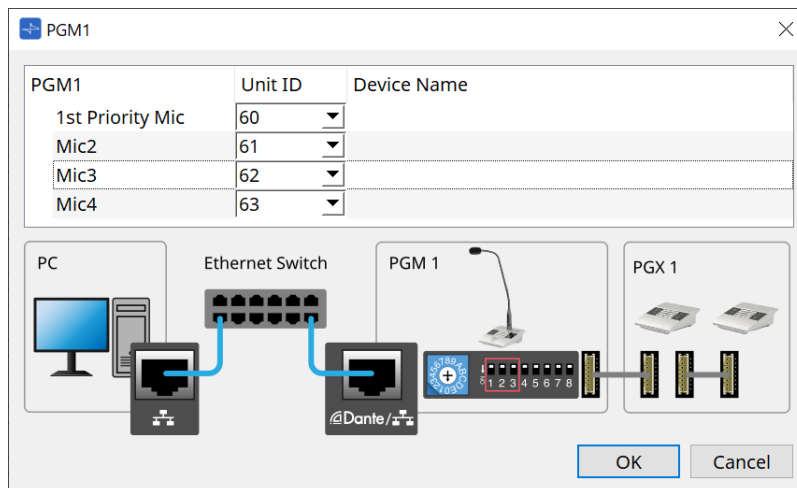 PGM1
PGM1 Unit ID Device Name
1st Priority Mic 60
Mic2 61
Mic3 62
Mic4 63
PC Ethernet Switch PGM 1 PGX 1
ON 1 2 3 4 5 6 7 8
Dante/
OK Cancel